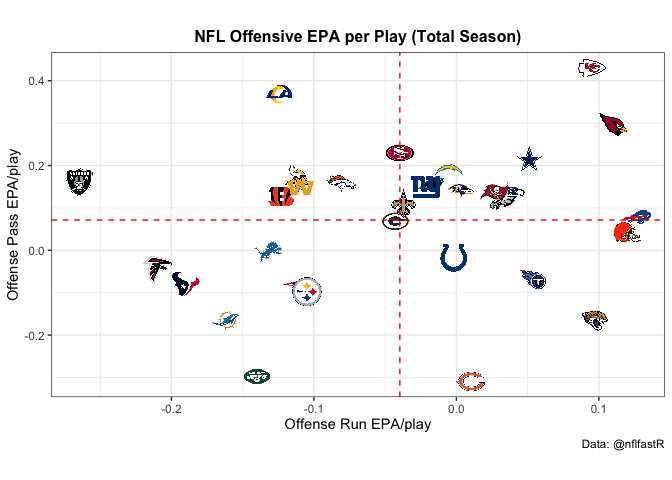 NFL Offensive EPA per Play (Total Season)
Offense Pass EPA/play
0.4
0.2
0.0
-0.2
-0.2
-0.1
0.0
0.1
Offense Run EPA/play
Data: @nflfastR